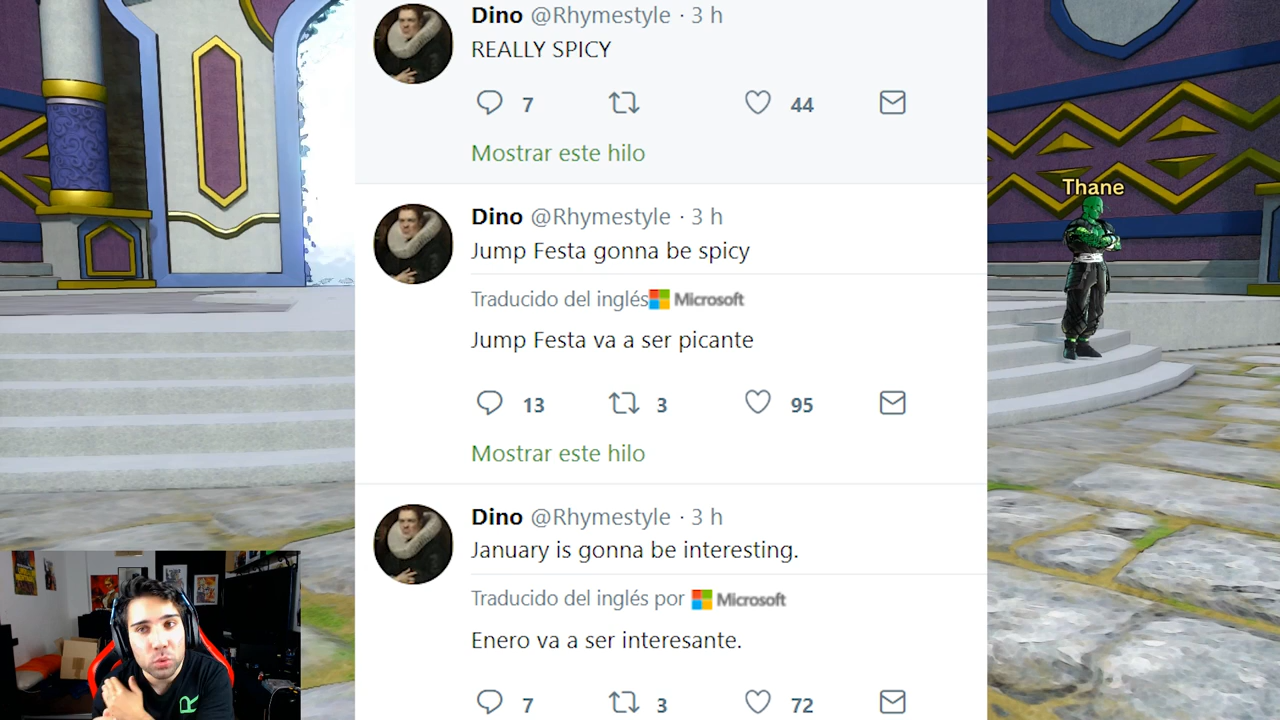 Dino @Rhymestyle · 3 h
REALLY SPICY
7 44
Mostrar este hilo
Thane
Dino @Rhymestyle · 3 h
Jump Festa gonna be spicy
Traducido del inglés Microsoft
Jump Festa va a ser picante
13 3 95
Mostrar este hilo
Dino @Rhymestyle · 3 h
January is gonna be interesting.
Traducido del inglés por Microsoft
Enero va a ser interesante.
7 3 72
R